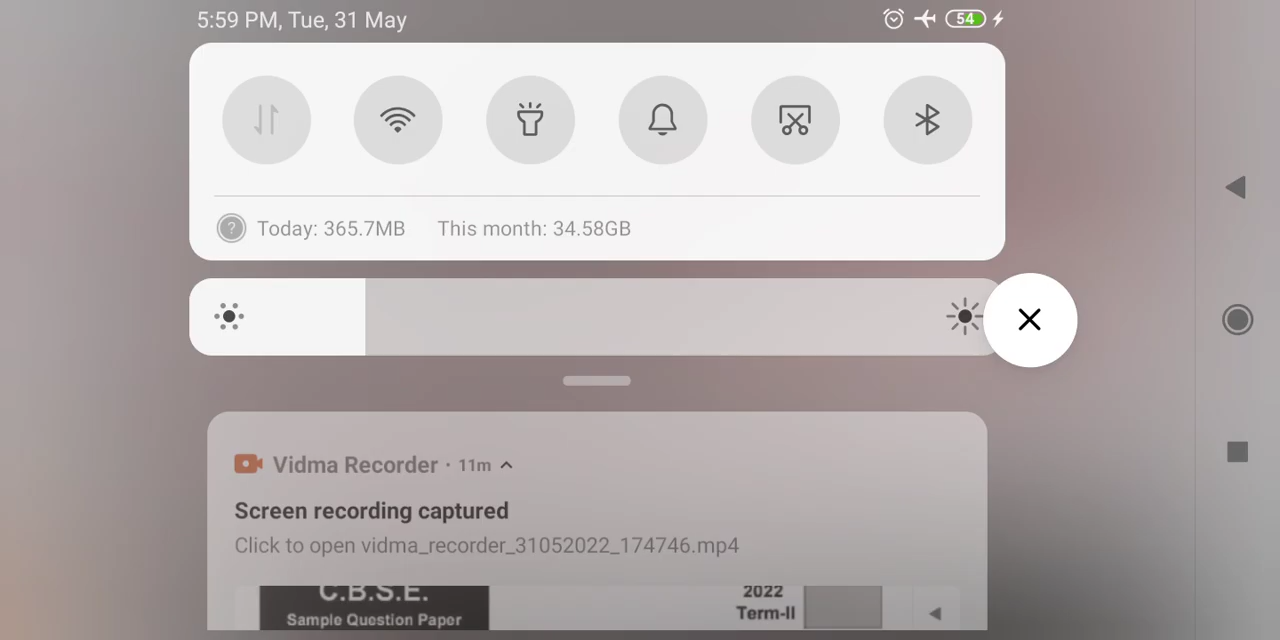 5:59 PM, Tue, 31 May
54
Today: 365.7MB This month: 34.58GB
Vidma Recorder · 11m
Screen recording captured
Click to open vidma_recorder_31052022_174746.mp4
C.B.S.E.
Sample Question Paper
2022
Term-II